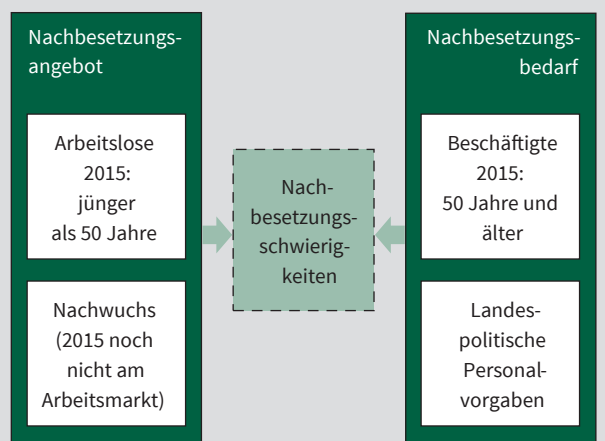 Nachbesetzungs-
angebot
Arbeitslose
2015:
jünger
als 50 Jahre
Nachwuchs
(2015 noch
nicht am
Arbeitsmarkt)
Nach-
besetzungs-
schwierig-
keiten
Nachbesetzungs-
bedarf
Beschäftigte
2015:
50 Jahre und
älter
Landes-
politische
Personal-
vorgaben